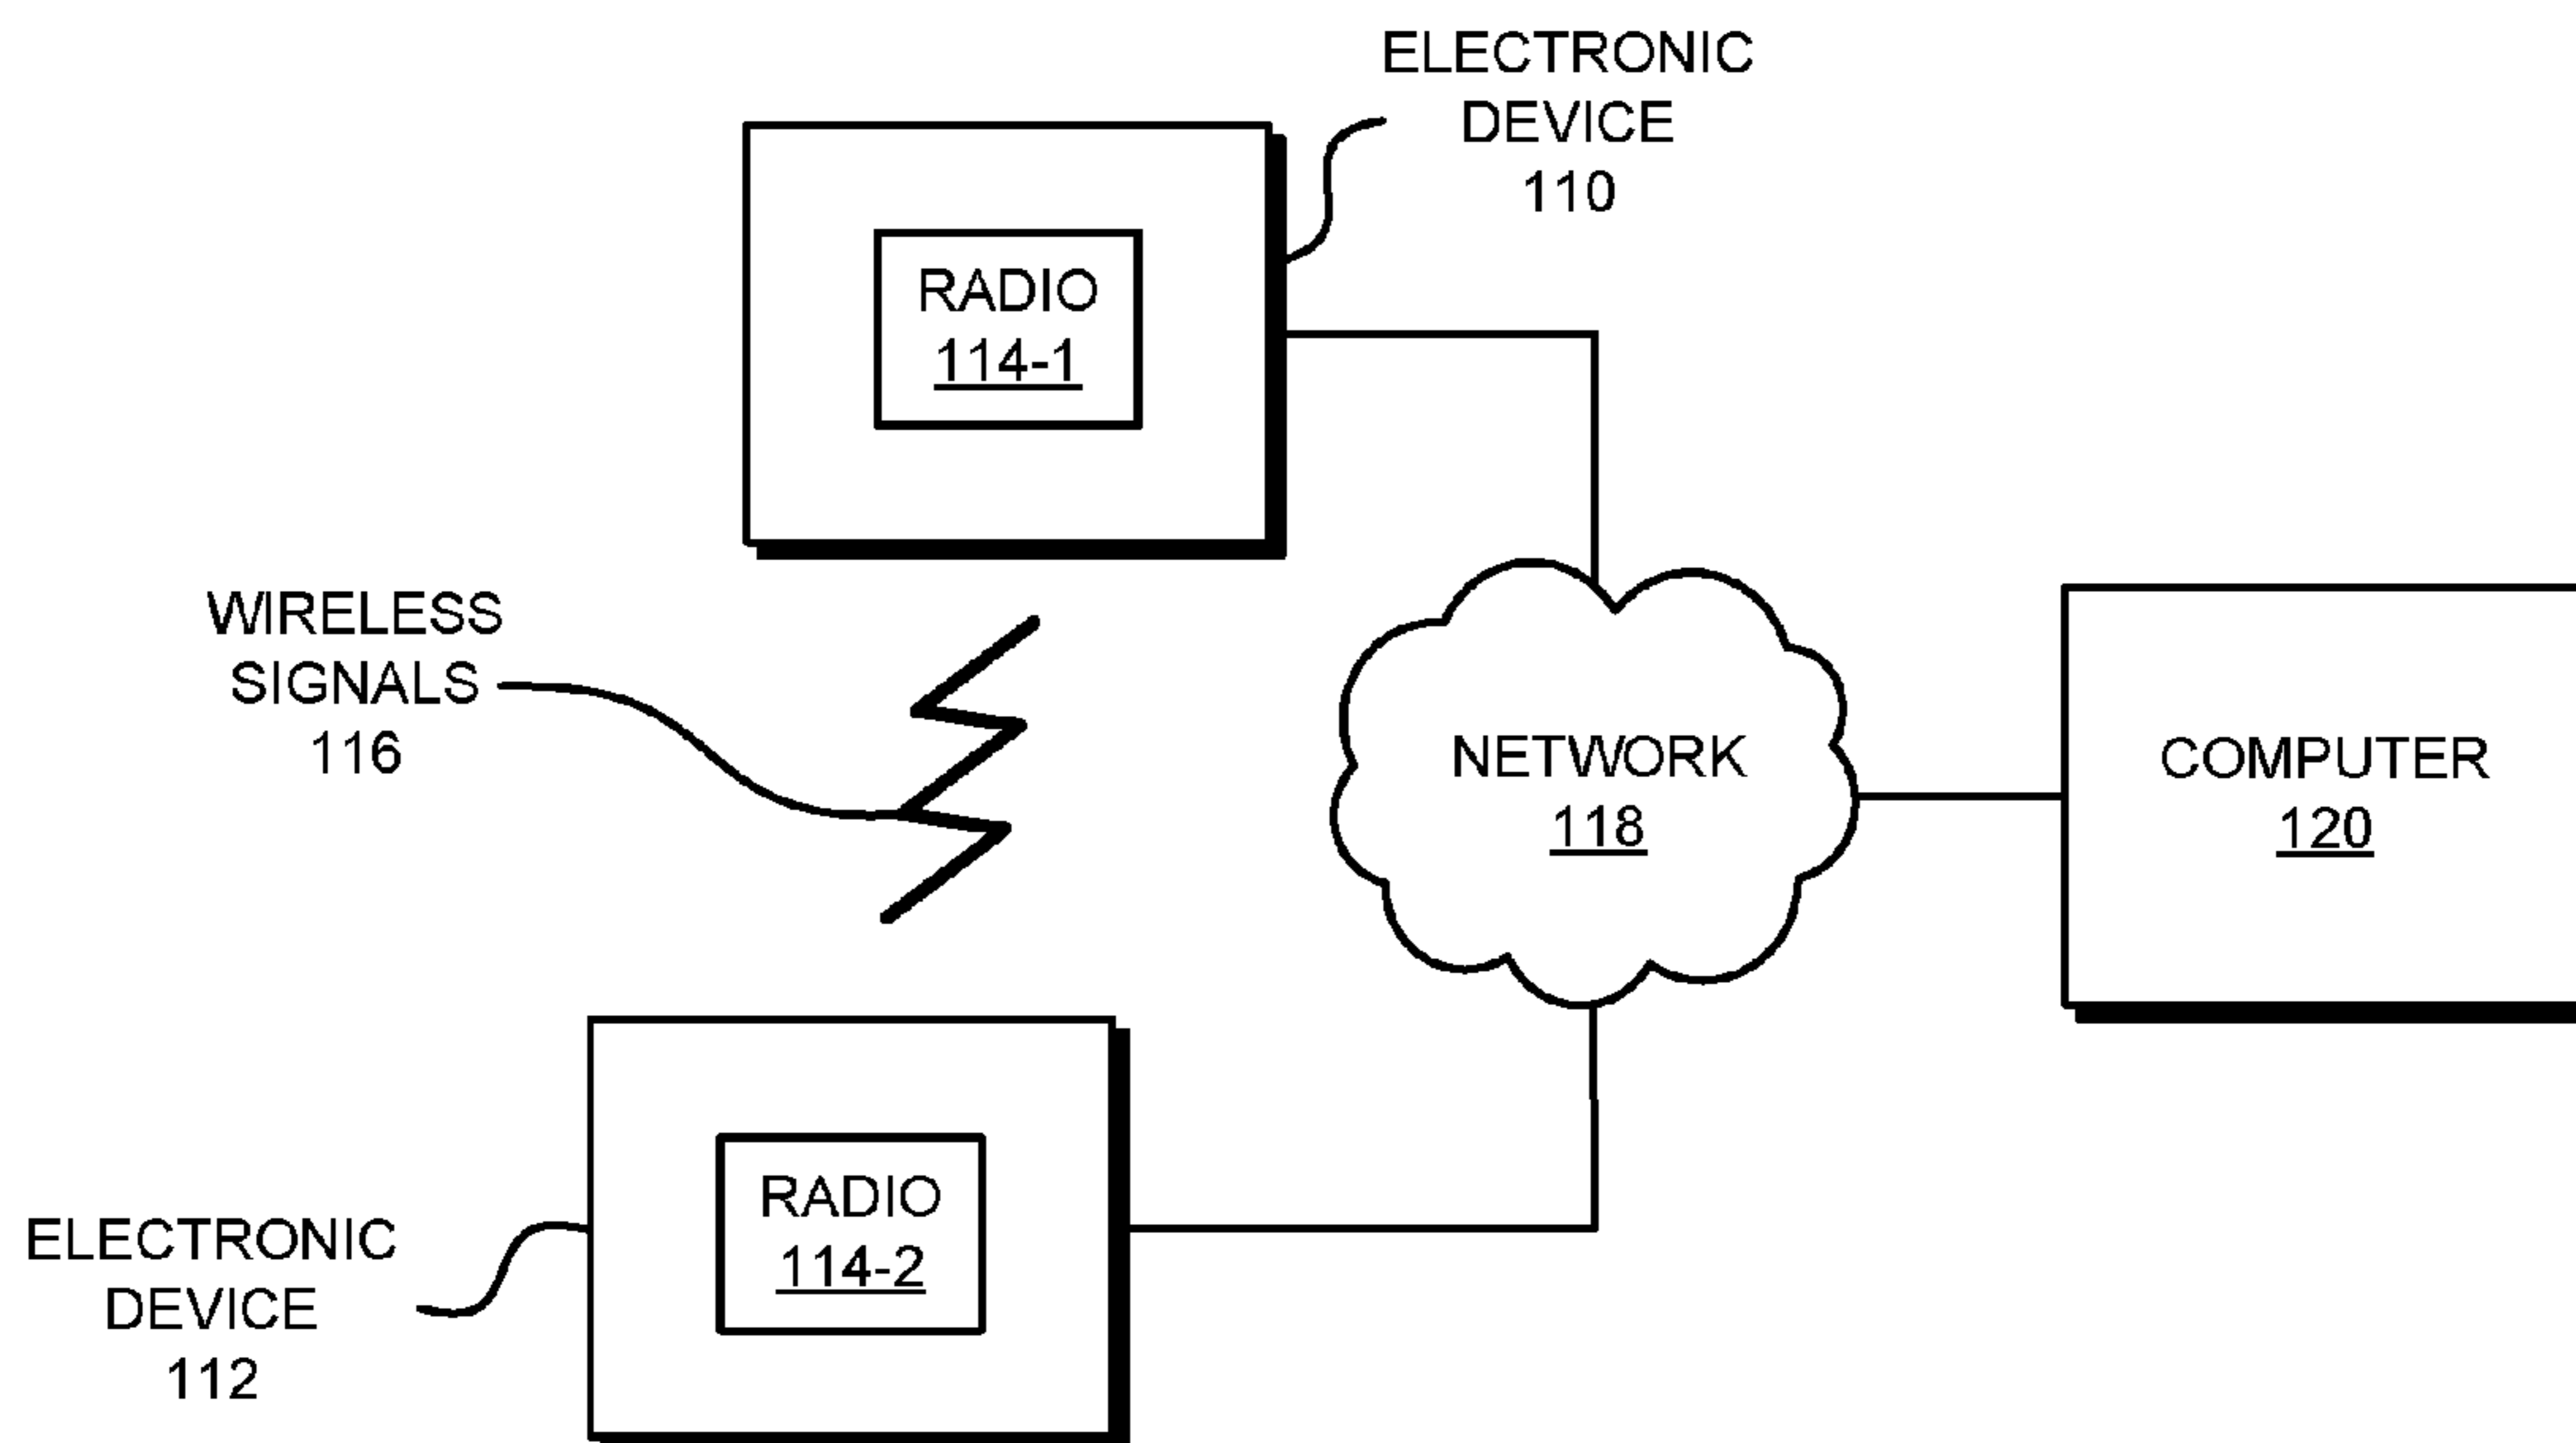 ELECTRONIC
DEVICE
110
RADIO
114-1
WIRELESS
SIGNALS
116
NETWORK
118
COMPUTER
120
RADIO
114-2
ELECTRONIC
DEVICE
112